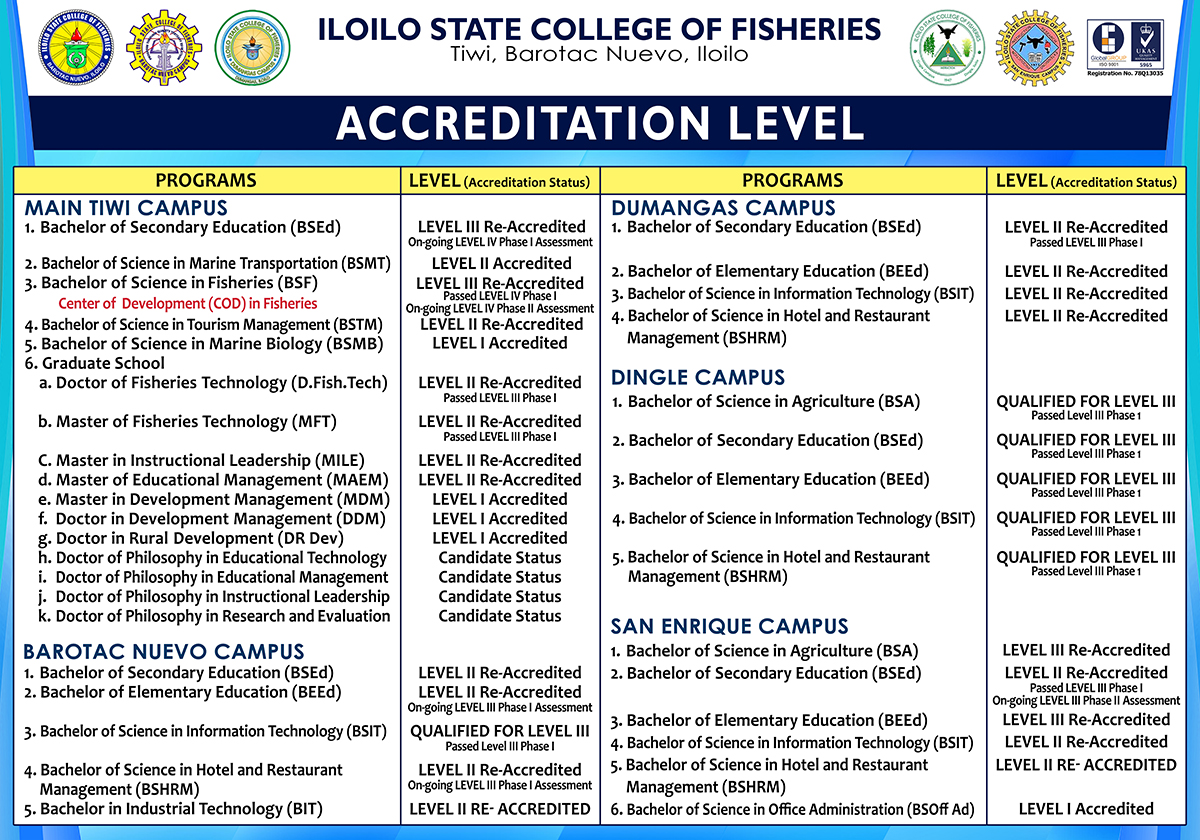 ILOILO STATE COLLEGE OF FISHERIES
Tiwi, Barotac Nuevo, Iloilo
ISO 9001
UKAS
5965
Registration No. 78Q13035
ACCREDITATION LEVEL
PROGRAMS LEVEL (Accreditation Status)
MAIN TIWI CAMPUS
1. Bachelor of Secondary Education (BSEd) LEVEL III Re-Accredited
On-going LEVEL IV Phase I Assessment
2. Bachelor of Science in Marine Transportation (BSMT) LEVEL II Accredited
3. Bachelor of Science in Fisheries (BSF) LEVEL III Re-Accredited
Passed LEVEL IV Phase I
Center of Development (COD) in Fisheries On-going LEVEL IV Phase II Assessment
4. Bachelor of Science in Tourism Management (BSTM) LEVEL II Re-Accredited
5. Bachelor of Science in Marine Biology (BSMB) LEVEL I Accredited
6. Graduate School
a. Doctor of Fisheries Technology (D.Fish.Tech) LEVEL II Re-Accredited
Passed LEVEL III Phase I
b. Master of Fisheries Technology (MFT) LEVEL II Re-Accredited
Passed LEVEL III Phase I
C. Master in Instructional Leadership (MILE) LEVEL II Re-Accredited
d. Master of Educational Management (MAEM) LEVEL II Re-Accredited
e. Master in Development Management (MDM) LEVEL I Accredited
f. Doctor in Development Management (DDM) LEVEL I Accredited
g. Doctor in Rural Development (DR Dev) LEVEL I Accredited
h. Doctor of Philosophy in Educational Technology Candidate Status
i. Doctor of Philosophy in Educational Management Candidate Status
j. Doctor of Philosophy in Instructional Leadership Candidate Status
k. Doctor of Philosophy in Research and Evaluation Candidate Status
BAROTAC NUEVO CAMPUS
1. Bachelor of Secondary Education (BSEd) LEVEL II Re-Accredited
2. Bachelor of Elementary Education (BEEd) LEVEL II Re-Accredited
On-going LEVEL III Phase I Assessment
3. Bachelor of Science in Information Technology (BSIT) QUALIFIED FOR LEVEL III
Passed Level III Phase I
4. Bachelor of Science in Hotel and Restaurant LEVEL II Re-Accredited
Management (BSHRM) On-going LEVEL III Phase I Assessment
5. Bachelor in Industrial Technology (BIT) LEVEL II RE- ACCREDITED
PROGRAMS LEVEL (Accreditation Status)
DUMANGAS CAMPUS
1. Bachelor of Secondary Education (BSEd) LEVEL II Re-Accredited
Passed LEVEL III Phase I
2. Bachelor of Elementary Education (BEEd) LEVEL II Re-Accredited
3. Bachelor of Science in Information Technology (BSIT) LEVEL II Re-Accredited
4. Bachelor of Science in Hotel and Restaurant LEVEL II Re-Accredited
Management (BSHRM)
DINGLE CAMPUS
1. Bachelor of Science in Agriculture (BSA) QUALIFIED FOR LEVEL III
Passed Level III Phase 1
2. Bachelor of Secondary Education (BSEd) QUALIFIED FOR LEVEL III
Passed Level III Phase 1
3. Bachelor of Elementary Education (BEEd) QUALIFIED FOR LEVEL III
Passed Level III Phase 1
4. Bachelor of Science in Information Technology (BSIT) QUALIFIED FOR LEVEL III
Passed Level III Phase 1
5. Bachelor of Science in Hotel and Restaurant QUALIFIED FOR LEVEL III
Management (BSHRM) Passed Level III Phase 1
SAN ENRIQUE CAMPUS
1. Bachelor of Science in Agriculture (BSA) LEVEL III Re-Accredited
2. Bachelor of Secondary Education (BSEd) LEVEL II Re-Accredited
Passed LEVEL III Phase I
On-going LEVEL III Phase II Assessment
3. Bachelor of Elementary Education (BEEd) LEVEL III Re-Accredited
4. Bachelor of Science in Information Technology (BSIT) LEVEL II Re-Accredited
5. Bachelor of Science in Hotel and Restaurant LEVEL II RE- ACCREDITED
Management (BSHRM)
6. Bachelor of Science in Office Administration (BSOff Ad) LEVEL I Accredited